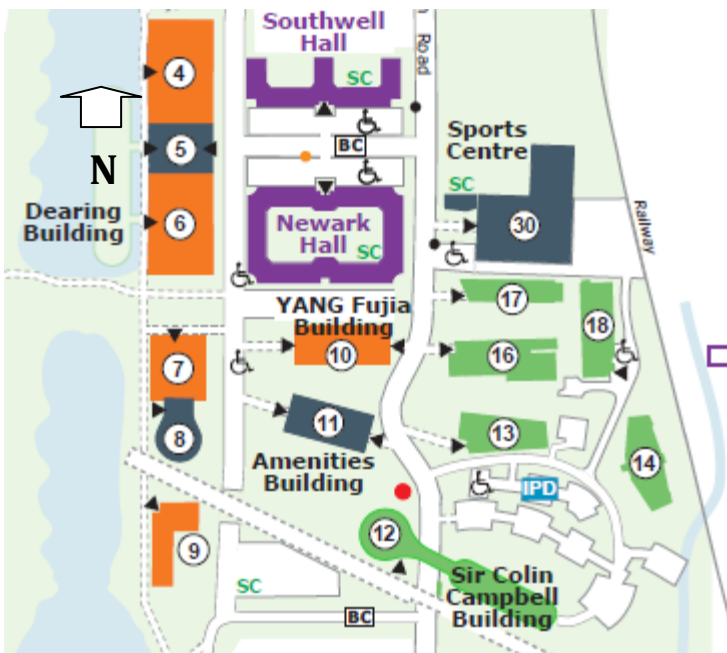 Southwell
Hall
SC
Road
4
N
5
BC
Sports
Centre
SC
Dearing
Building
6
Newark
Hall
SC
30
Railway
YANG Fujia
Building
17
18
7
10
16
8
11
13
Amenities
Building
14
IPD
9
12
SC
Sir Colin
Campbell
Building
BC